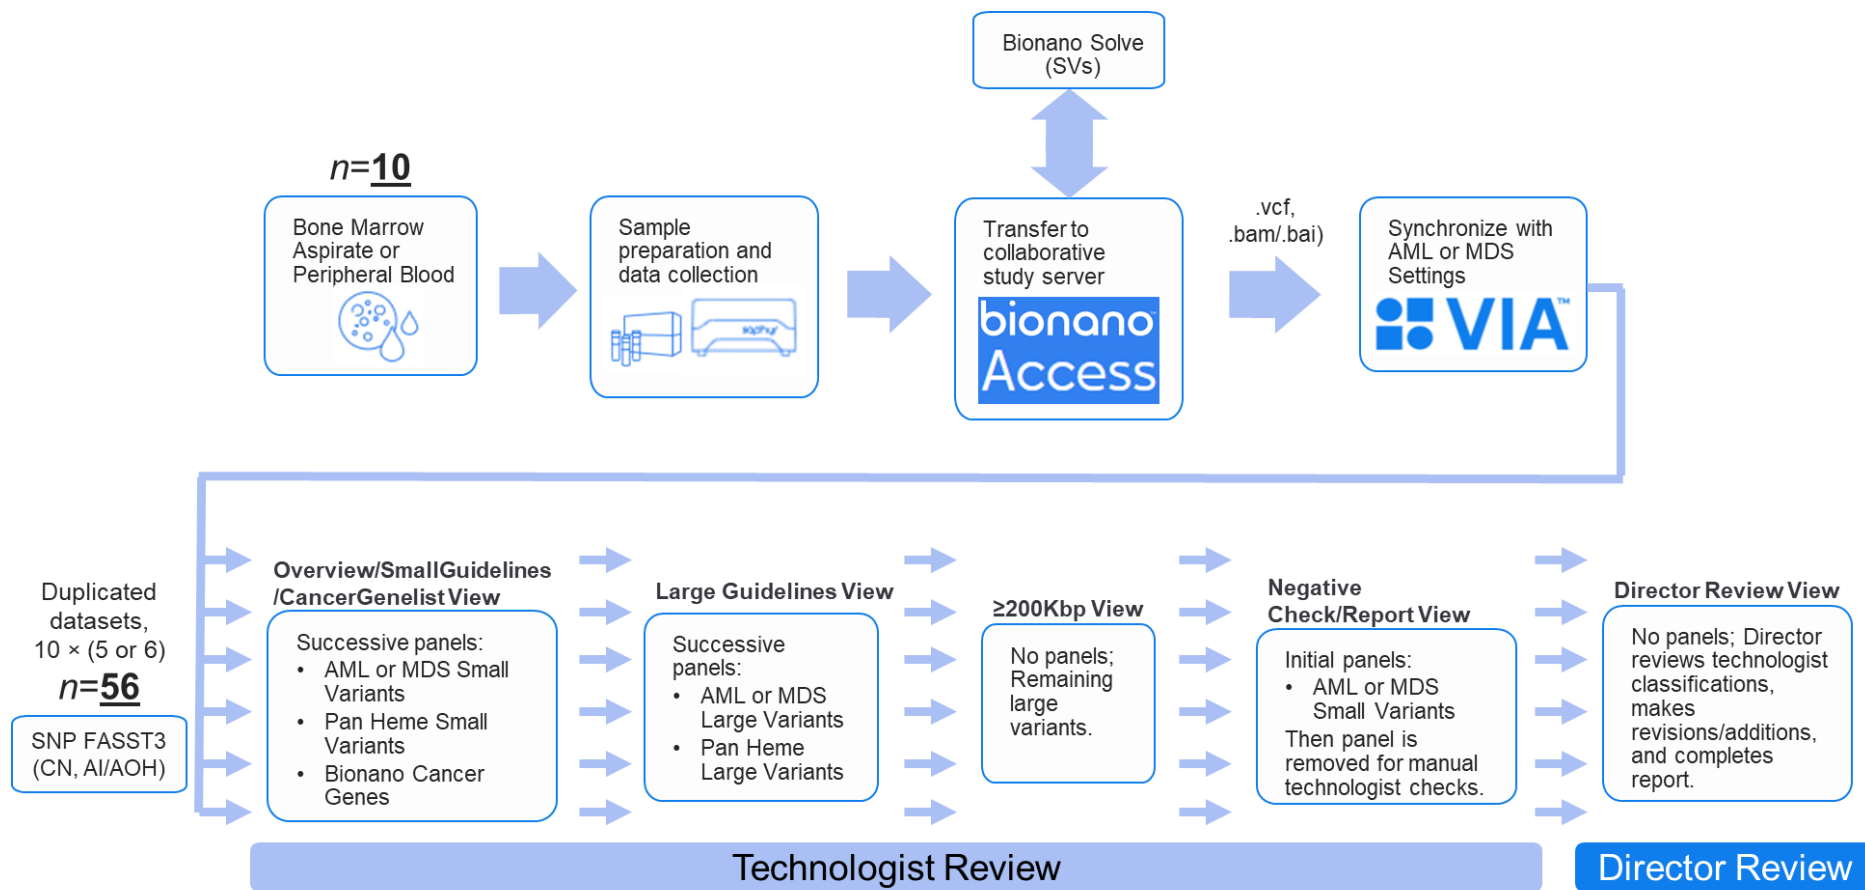 Bionano Solve
(SVs)
n=10
Bone Marrow
Aspirate or
Peripheral Blood
Sample
preparation and
data collection
saphyr
Transfer to
collaborative
study server
bionano™
Access
.vcf,
.bam/.bai)
Synchronize with
AML or MDS
Settings
VIA™
Duplicated
datasets,
10 × (5 or 6)
n=56
SNP FASST3
(CN, AI/AOH)
Overview/SmallGuidelines
/CancerGenelist View
Successive panels:
• AML or MDS Small
Variants
• Pan Heme Small
Variants
• Bionano Cancer
Genes
Large Guidelines View
Successive
panels:
• AML or MDS
Large Variants
• Pan Heme
Large Variants
≥200Kbp View
No panels;
Remaining
large
variants.
Negative
Check/Report View
Initial panels:
• AML or MDS
Small Variants
Then panel is
removed for manual
technologist checks.
Director Review View
No panels; Director
reviews technologist
classifications,
makes
revisions/additions,
and completes
report.
Technologist Review
Director Review